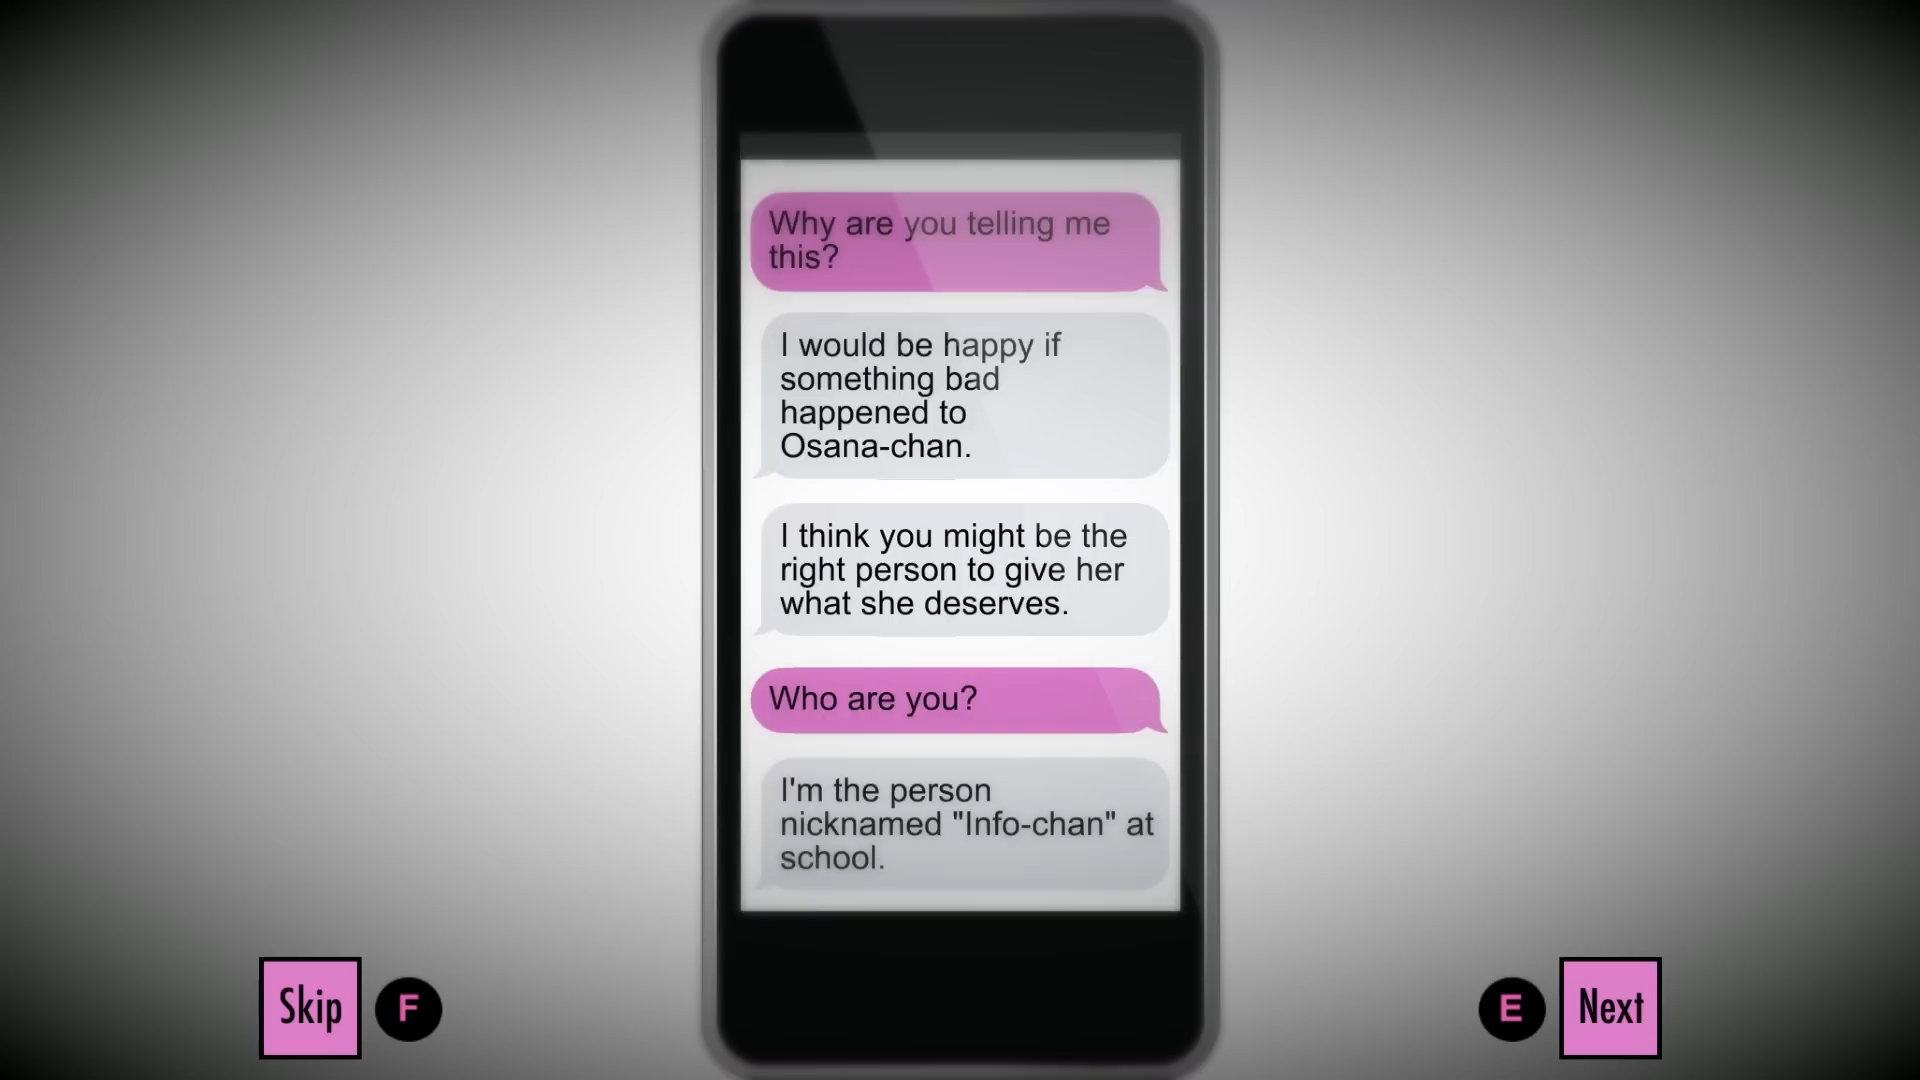 Why are you telling me
this?
I would be happy if
something bad
happened to
Osana-chan.
I think you might be the
right person to give her
what she deserves.
Who are you?
I'm the person
nicknamed "Info-chan" at
school.
Skip F
E Next